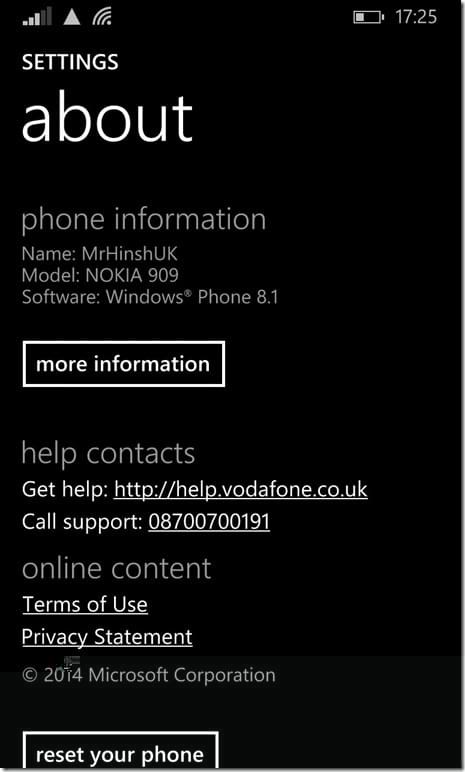 17:25
SETTINGS
about
phone information
Name: MrHinshUK
Model: NOKIA 909
Software: Windows® Phone 8.1
more information
help contacts
Get help: http://help.vodafone.co.uk
Call support: 08700700191
online content
Terms of Use
Privacy Statement
© 2014 Microsoft Corporation
reset your phone